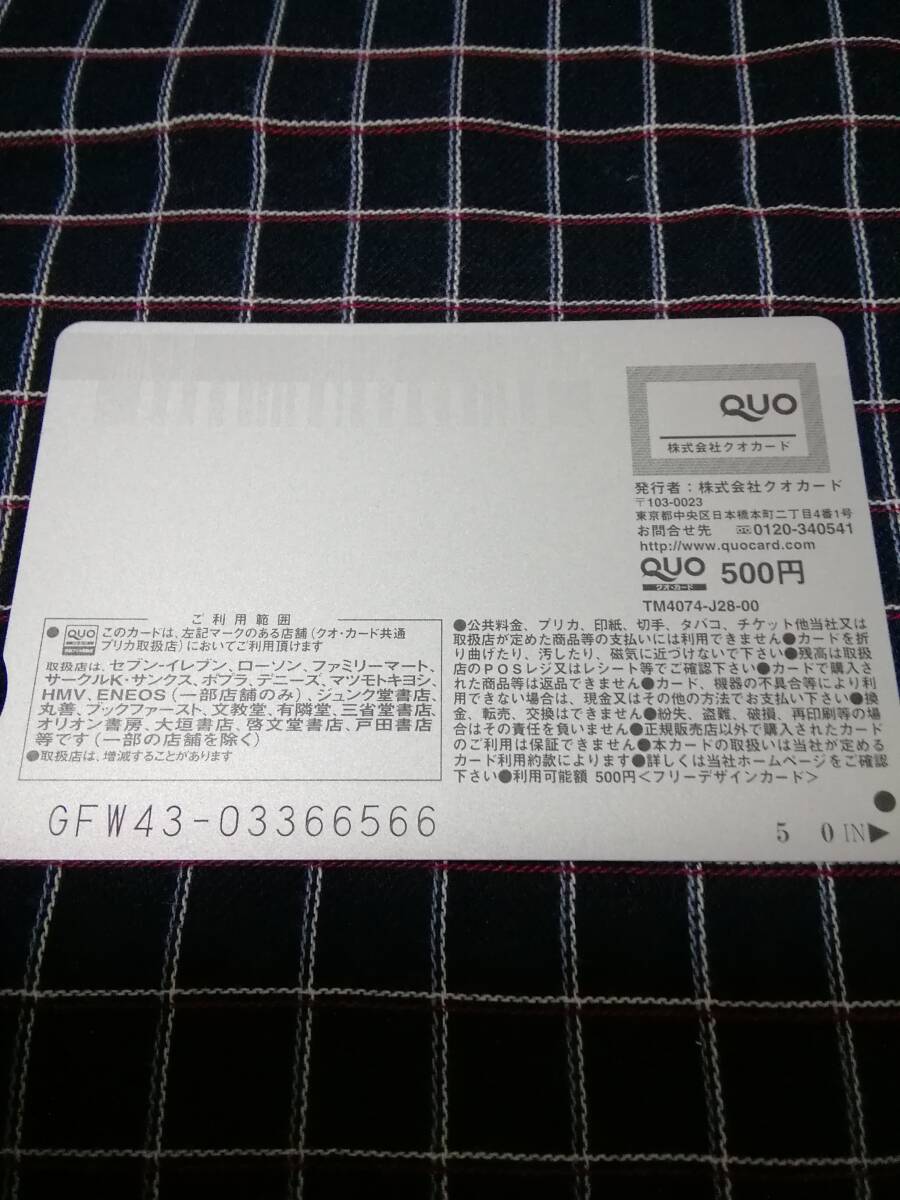 QUO
株式会社クオカード
発行者：株式会社クオカード
〒103-0023
東京都中央区日本橋本町二丁目4番1号
お問合せ先 0120-340541
http://www.quocard.com
QUO 500円
クオ・カード
TM4074-J28-00
ご利用範囲
●QUO このカードは、左記マークのある店舗（クオ・カード共通
プリカ取扱店）においてご利用頂けます
取扱店は、セブン-イレブン、ローソン、ファミリーマート、
サークルK・サンクス、ポプラ、デニーズ、マツモトキヨシ、
HMV、ENEOS（一部店舗のみ）、ジュンク堂書店、
丸善、ブックファースト、文教堂、有隣堂、三省堂書店、
オリオン書房、大垣書店、啓文堂書店、戸田書店
等です（一部の店舗を除く）
●取扱店は、増減することがあります
●公共料金、プリカ、印紙、切手、タバコ、チケット他当社又は
取扱店が定めた商品等の支払いには利用できません●カードを折
り曲げたり、汚したり、磁気に近づけないで下さい●残高は取扱
店のPOSレジ又はレシート等でご確認下さい●カードで購入さ
れた商品等は返品できません●カード、機器の不具合等により利
用できない場合は、現金又はその他の方法でお支払い下さい●換
金、転売、交換はできません●紛失、盗難、破損、再印刷等の場
合はその責任を負いません●正規販売店以外で購入されたカード
のご利用は保証できません●本カードの取扱いは当社が定める
カード利用約款によります●詳しくは当社ホームページをご確認
下さい●利用可能額 500円＜フリーデザインカード＞
GFW43-03366566
5 0 IN▶